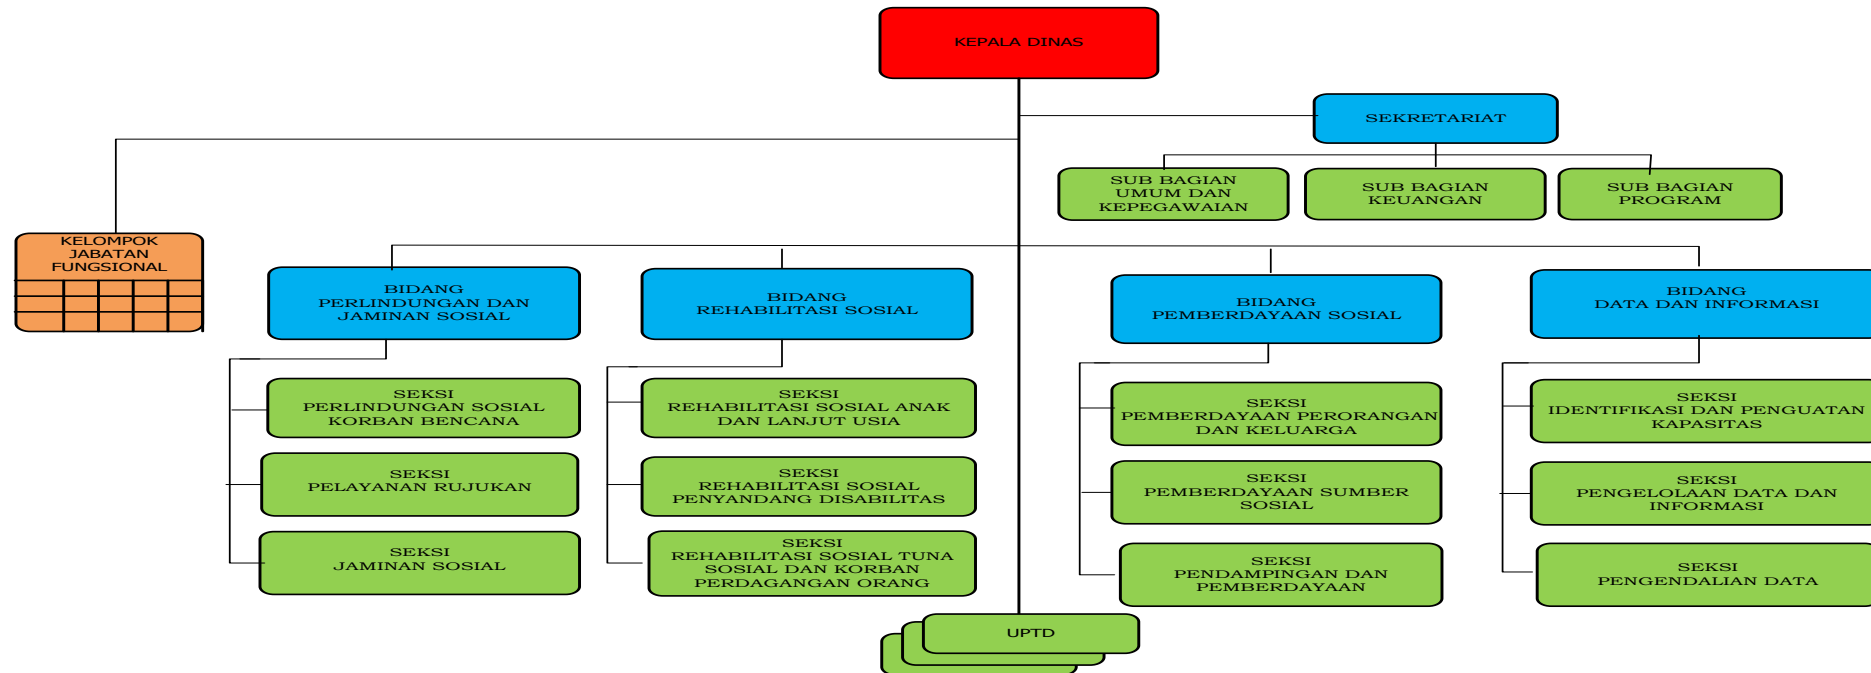 KEPALA DINAS
SEKRETARIAT
SUB BAGIAN
UMUM DAN
KEPEGAWAIAN
SUB BAGIAN
KEUANGAN
SUB BAGIAN
PROGRAM
KELOMPOK
JABATAN
FUNGSIONAL
BIDANG
PERLINDUNGAN DAN
JAMINAN SOSIAL
BIDANG
REHABILITASI SOSIAL
BIDANG
PEMBERDAYAAN SOSIAL
BIDANG
DATA DAN INFORMASI
SEKSI
PERLINDUNGAN SOSIAL
KORBAN BENCANA
SEKSI
REHABILITASI SOSIAL ANAK
DAN LANJUT USIA
SEKSI
PEMBERDAYAAN PERORANGAN
DAN KELUARGA
SEKSI
IDENTIFIKASI DAN PENGUATAN
KAPASITAS
SEKSI
PELAYANAN RUJUKAN
SEKSI
REHABILITASI SOSIAL
PENYANDANG DISABILITAS
SEKSI
PEMBERDAYAAN SUMBER
SOSIAL
SEKSI
PENGELOLAAN DATA DAN
INFORMASI
SEKSI
JAMINAN SOSIAL
SEKSI
REHABILITASI SOSIAL TUNA
SOSIAL DAN KORBAN
PERDAGANGAN ORANG
SEKSI
PENDAMPINGAN DAN
PEMBERDAYAAN
SEKSI
PENGENDALIAN DATA
UPTD